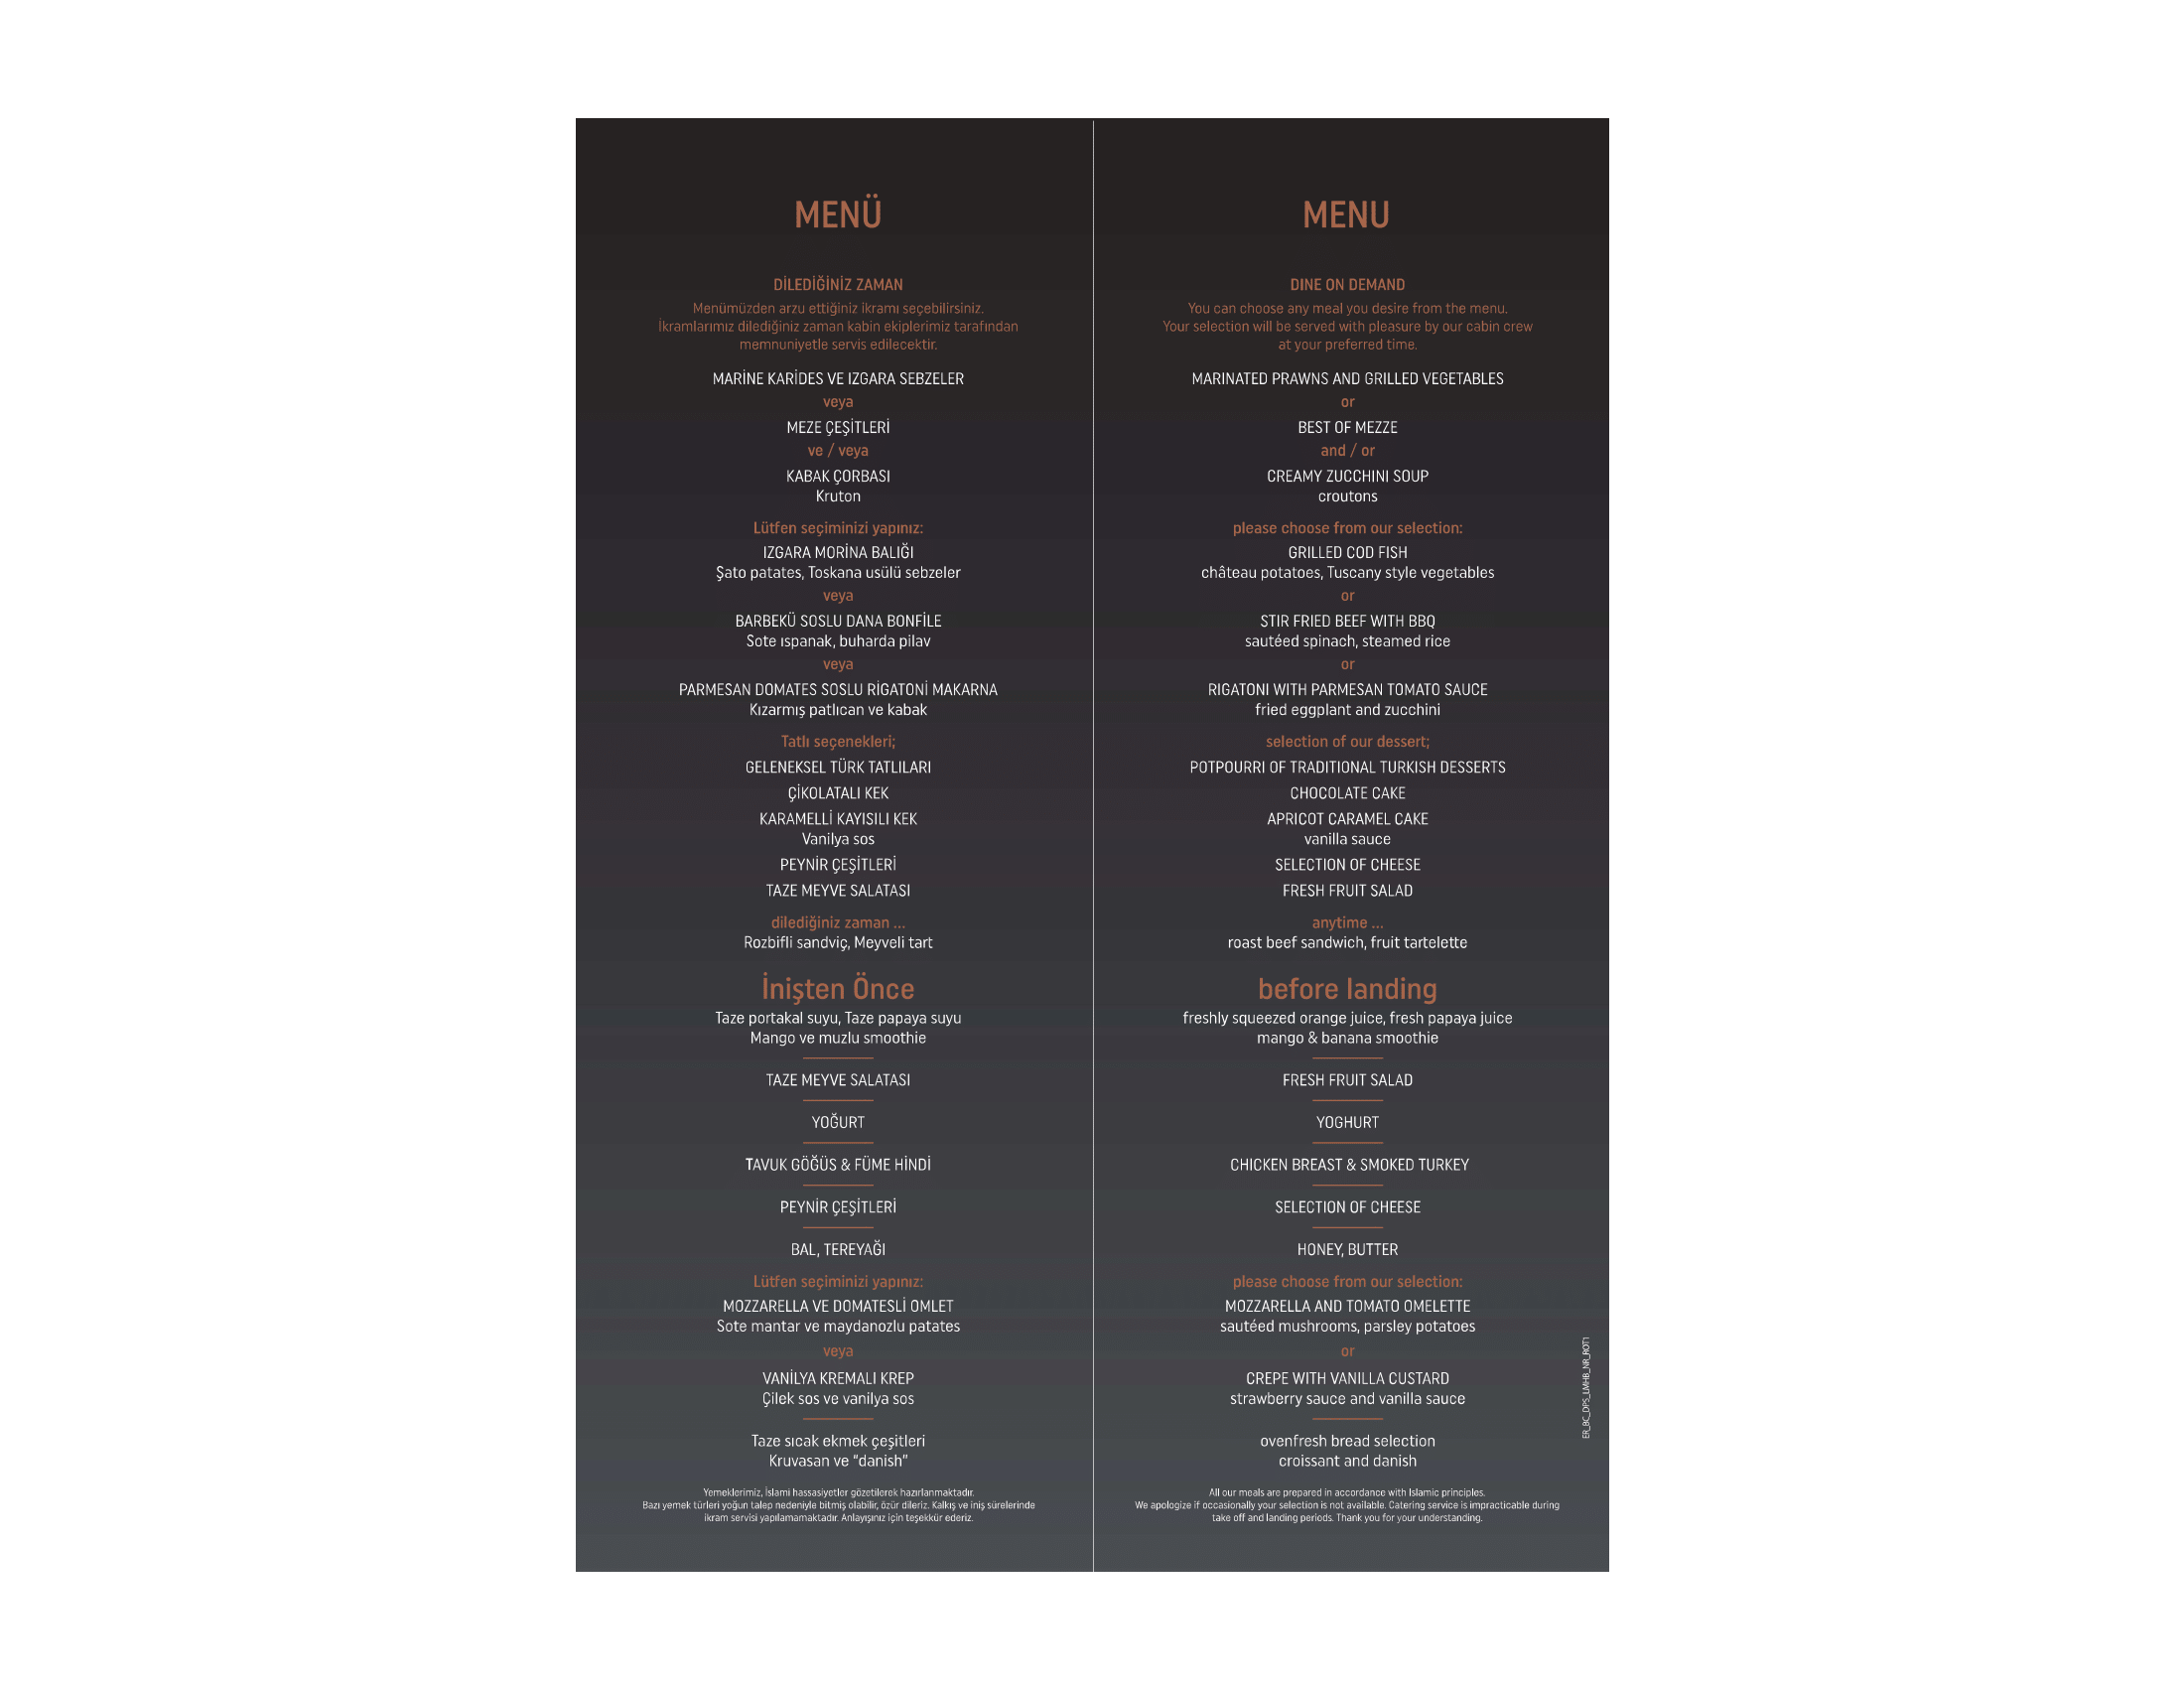 MENÜ
DİLEDİĞİNİZ ZAMAN
Menümüzden arzu ettiğiniz ikramı seçebilirsiniz.
İkramlarımız dilediğiniz zaman kabin ekiplerimiz tarafından
memnuniyetle servis edilecektir.
MARİNE KARİDES VE IZGARA SEBZELER
veya
MEZE ÇEŞİTLERİ
ve / veya
KABAK ÇORBASI
Kruton
Lütfen seçiminizi yapınız:
IZGARA MORİNA BALIĞI
Şato patates, Toskana usülü sebzeler
veya
BARBEKÜ SOSLU DANA BONFİLE
Sote ıspanak, buharda pilav
veya
PARMESAN DOMATES SOSLU RİGATONİ MAKARNA
Kızarmış patlıcan ve kabak
Tatlı seçenekleri;
GELENEKSEL TÜRK TATLILARI
ÇİKOLATALI KEK
KARAMELLİ KAYISILI KEK
Vanilya sos
PEYNİR ÇEŞİTLERİ
TAZE MEYVE SALATASI
dilediğiniz zaman ...
Rozbifli sandviç, Meyveli tart
İnişten Önce
Taze portakal suyu, Taze papaya suyu
Mango ve muzlu smoothie
TAZE MEYVE SALATASI
YOĞURT
TAVUK GÖĞÜS & FÜME HİNDİ
PEYNİR ÇEŞİTLERİ
BAL, TEREYAĞI
Lütfen seçiminizi yapınız:
MOZZARELLA VE DOMATESLİ OMLET
Sote mantar ve maydanozlu patates
veya
VANİLYA KREMALI KREP
Çilek sos ve vanilya sos
Taze sıcak ekmek çeşitleri
Kruvasan ve "danish"
Yemeklerimiz, İslami hassasiyetler gözetilerek hazırlanmaktadır.
Bazı yemek türleri yoğun talep nedeniyle bitmiş olabilir, özür dileriz. Kalkış ve iniş sürelerinde
ikram servisi yapılamamaktadır. Anlayışınız için teşekkür ederiz.
MENU
DINE ON DEMAND
You can choose any meal you desire from the menu.
Your selection will be served with pleasure by our cabin crew
at your preferred time.
MARINATED PRAWNS AND GRILLED VEGETABLES
or
BEST OF MEZZE
and / or
CREAMY ZUCCHINI SOUP
croutons
please choose from our selection:
GRILLED COD FISH
château potatoes, Tuscany style vegetables
or
STIR FRIED BEEF WITH BBQ
sautéed spinach, steamed rice
or
RIGATONI WITH PARMESAN TOMATO SAUCE
fried eggplant and zucchini
selection of our dessert;
POTPOURRI OF TRADITIONAL TURKISH DESSERTS
CHOCOLATE CAKE
APRICOT CARAMEL CAKE
vanilla sauce
SELECTION OF CHEESE
FRESH FRUIT SALAD
anytime ...
roast beef sandwich, fruit tartelette
before landing
freshly squeezed orange juice, fresh papaya juice
mango & banana smoothie
FRESH FRUIT SALAD
YOGHURT
CHICKEN BREAST & SMOKED TURKEY
SELECTION OF CHEESE
HONEY, BUTTER
please choose from our selection:
MOZZARELLA AND TOMATO OMELETTE
sautéed mushrooms, parsley potatoes
or
CREPE WITH VANILLA CUSTARD
strawberry sauce and vanilla sauce
ovenfresh bread selection
croissant and danish
All our meals are prepared in accordance with Islamic principles.
We apologize if occasionally your selection is not available. Catering service is impracticable during
take off and landing periods. Thank you for your understanding.
ER_BC_DPS_LMHB_NR_ROT1